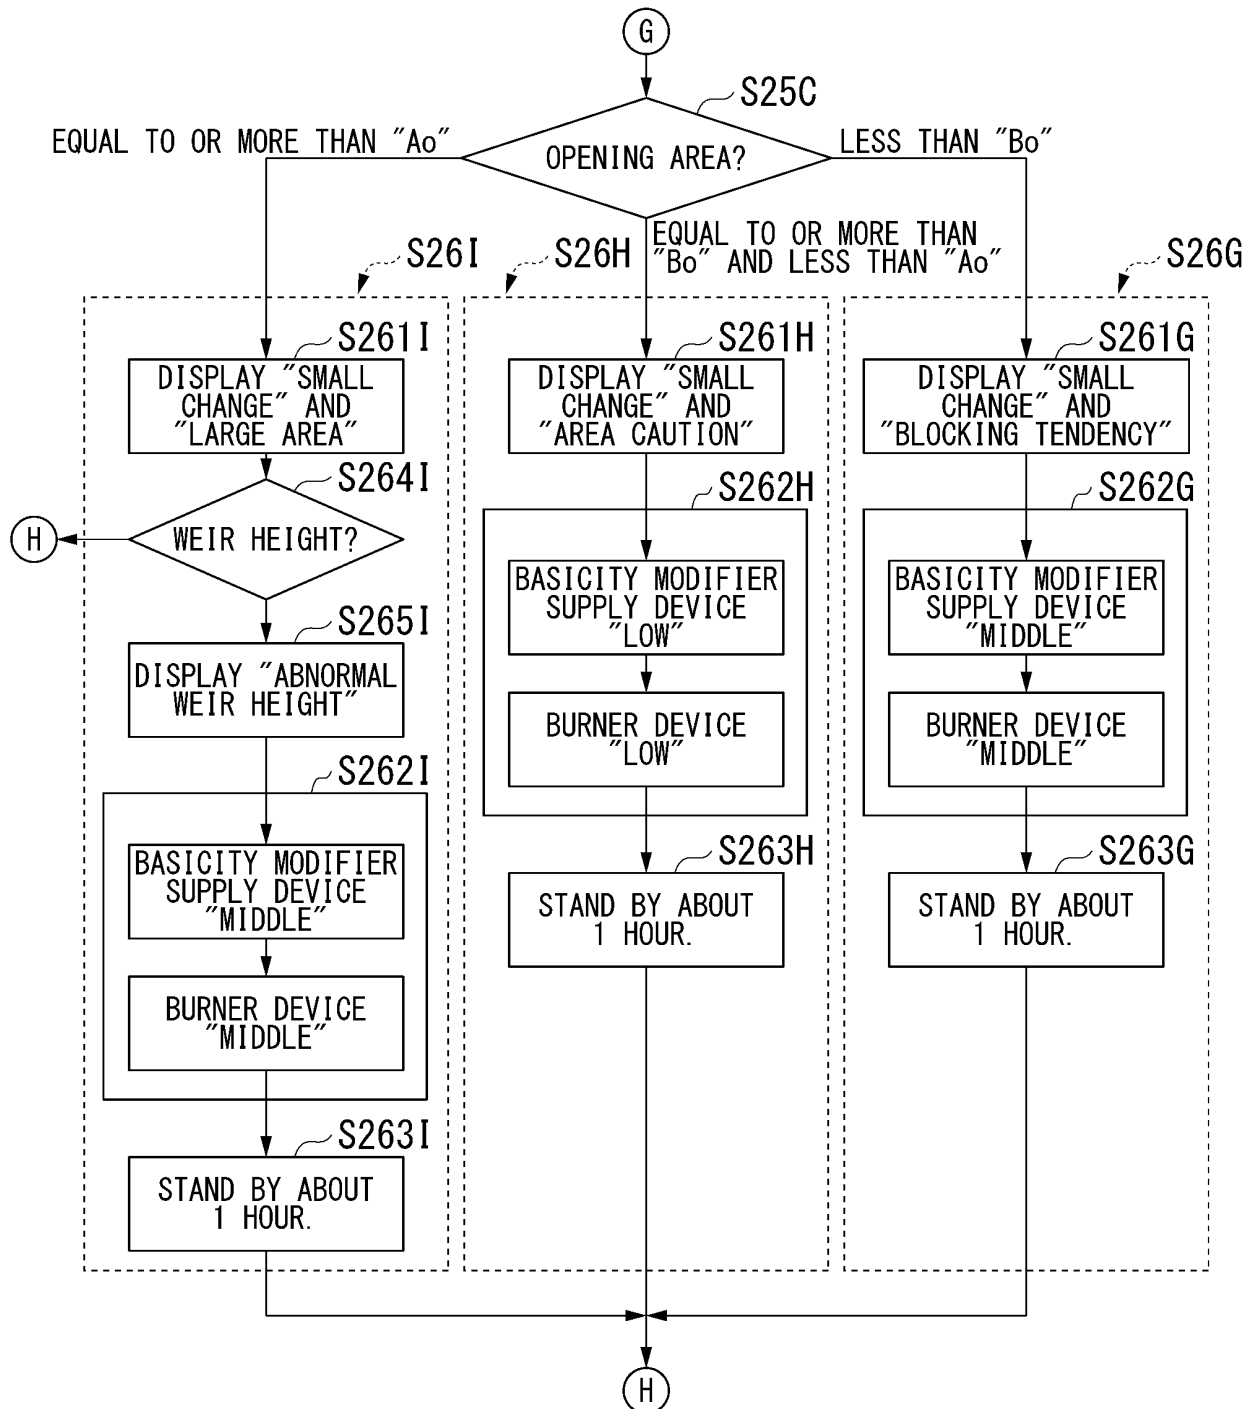 G
S25C
EQUAL TO OR MORE THAN "Ao"
OPENING AREA?
LESS THAN "Bo"
EQUAL TO OR MORE THAN
"Bo" AND LESS THAN "Ao"
S26I
S26H
S26G
S261I
DISPLAY "SMALL
CHANGE" AND
"LARGE AREA"
S264I
WEIR HEIGHT?
H
S265I
DISPLAY "ABNORMAL
WEIR HEIGHT"
S262I
BASICITY MODIFIER
SUPPLY DEVICE
"MIDDLE"
BURNER DEVICE
"MIDDLE"
S263I
STAND BY ABOUT
1 HOUR.
S261H
DISPLAY "SMALL
CHANGE" AND
"AREA CAUTION"
S262H
BASICITY MODIFIER
SUPPLY DEVICE
"LOW"
BURNER DEVICE
"LOW"
S263H
STAND BY ABOUT
1 HOUR.
S261G
DISPLAY "SMALL
CHANGE" AND
"BLOCKING TENDENCY"
S262G
BASICITY MODIFIER
SUPPLY DEVICE
"MIDDLE"
BURNER DEVICE
"MIDDLE"
S263G
STAND BY ABOUT
1 HOUR.
H